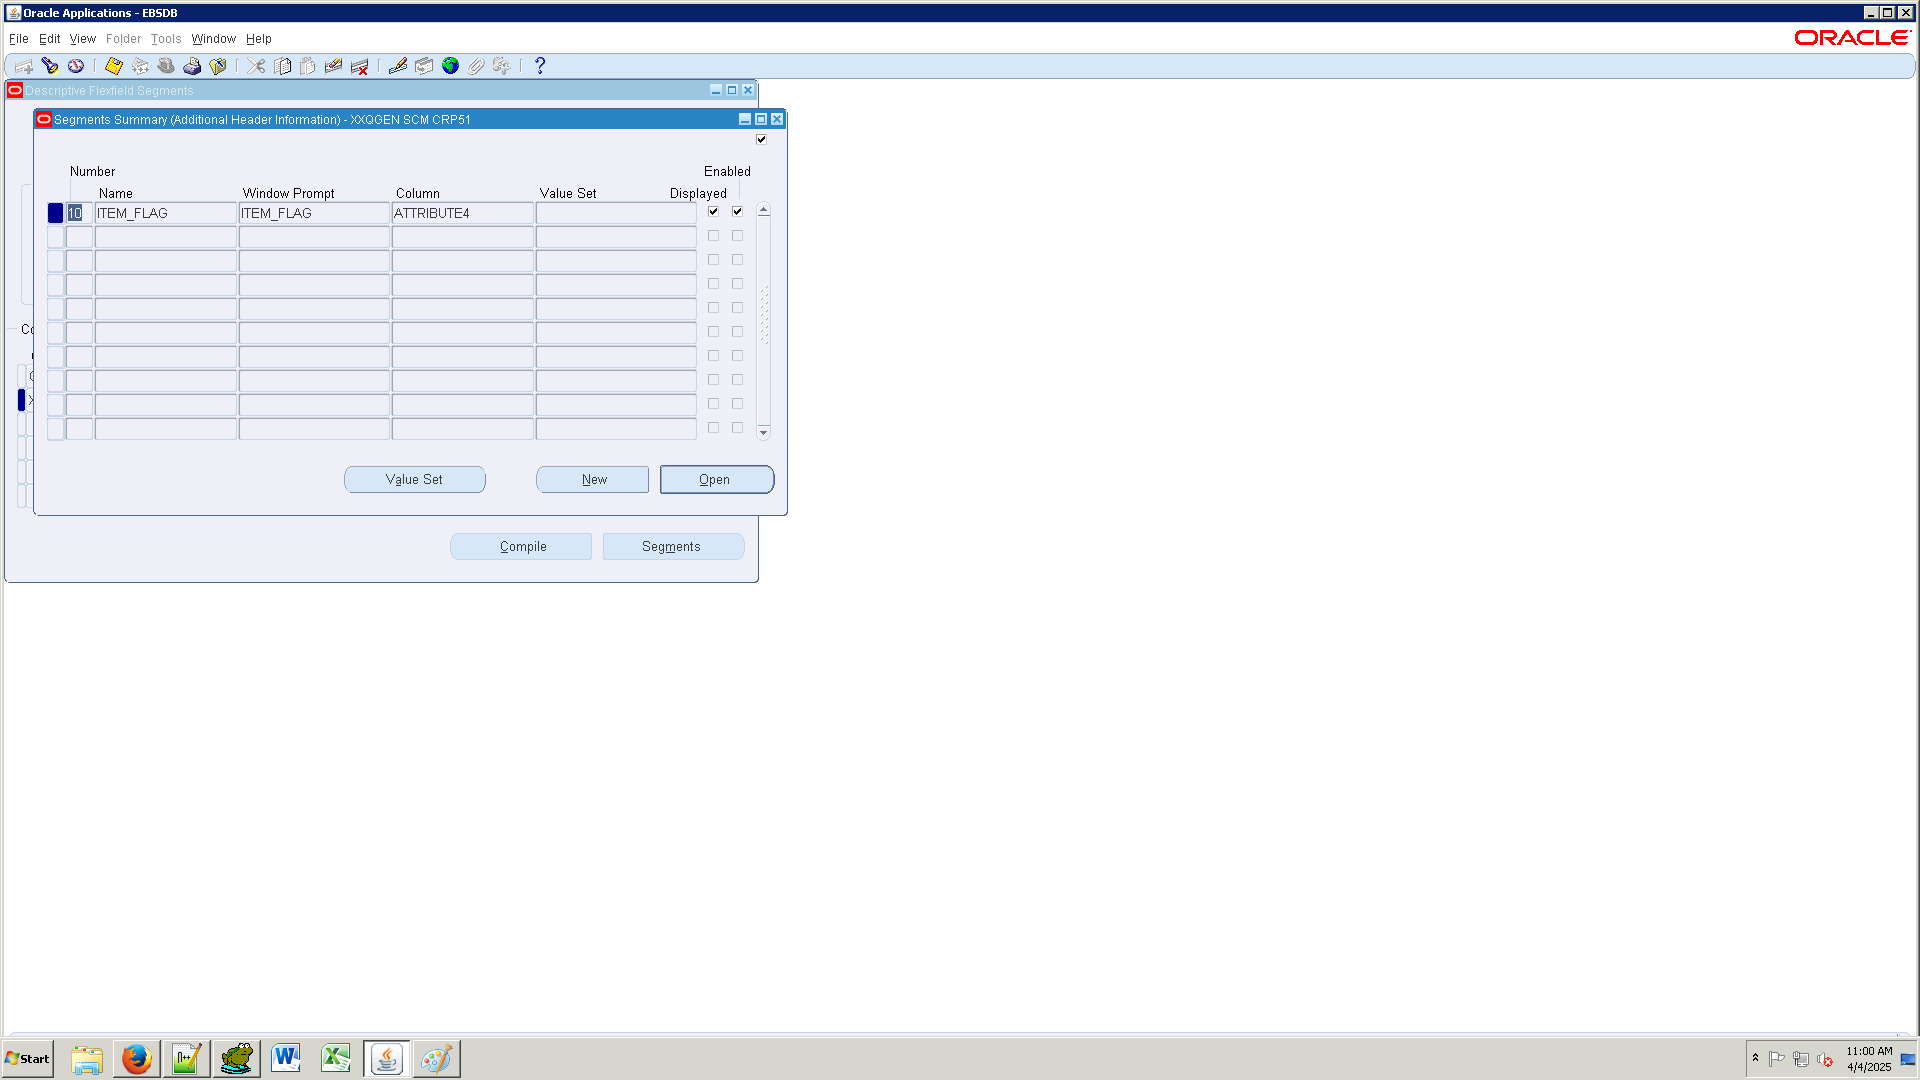 Oracle Applications - EBSDB
File Edit View Folder Tools Window Help
ORACLE
Descriptive Flexfield Segments
Segments Summary (Additional Header Information) - XXQGEN SCM CRP51
Number Enabled
Name Window Prompt Column Value Set Displayed
10 ITEM_FLAG ITEM_FLAG ATTRIBUTE4
Value Set New Open
Compile Segments
Start
11:00 AM
4/4/2025